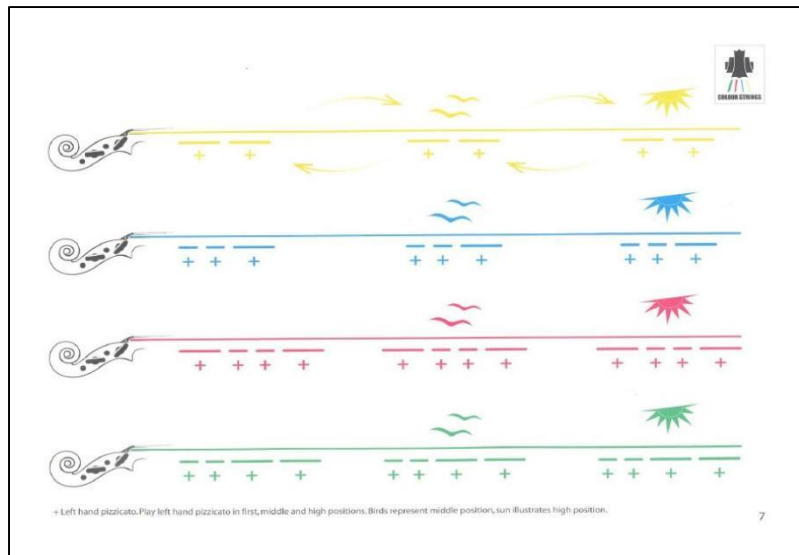 COLOUR STRINGS
+ + + + + +
+ + + + + + + + +
+ + + + + + + + + + + +
+ + + + + + + + + + + +
+ Left hand pizzicato. Play left hand pizzicato in first, middle and high positions. Birds represent middle position, sun illustrates high position.
7